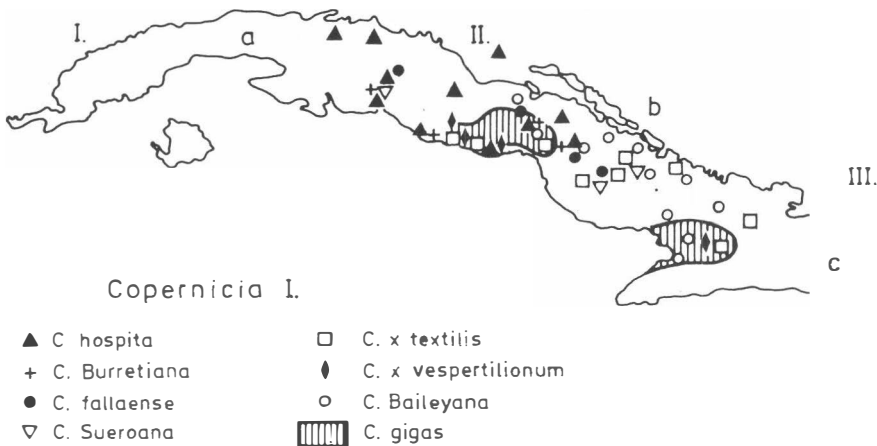 I.
a
II.
b
III.
c
Copernicia I.
C hospita
C. x textilis
C. Burretiana
C. x vespertilionum
C. fallaense
C. Baileyana
C. Sueroana
C. gigas